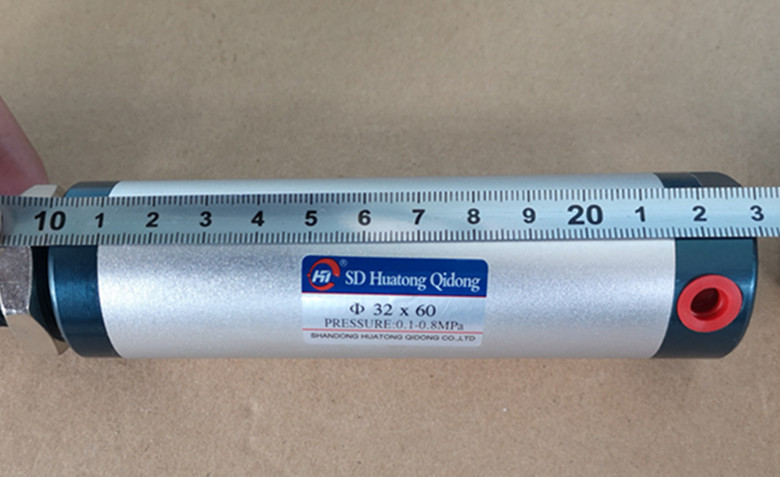 10 1 2 3 4 5 6 7 8 9 20 1 2 3
HT ® SD Huatong Qidong
Φ 32 x 60
PRESSURE:0.1-0.8MPa
SHANDONG HUATONG QIDONG CO.,LTD